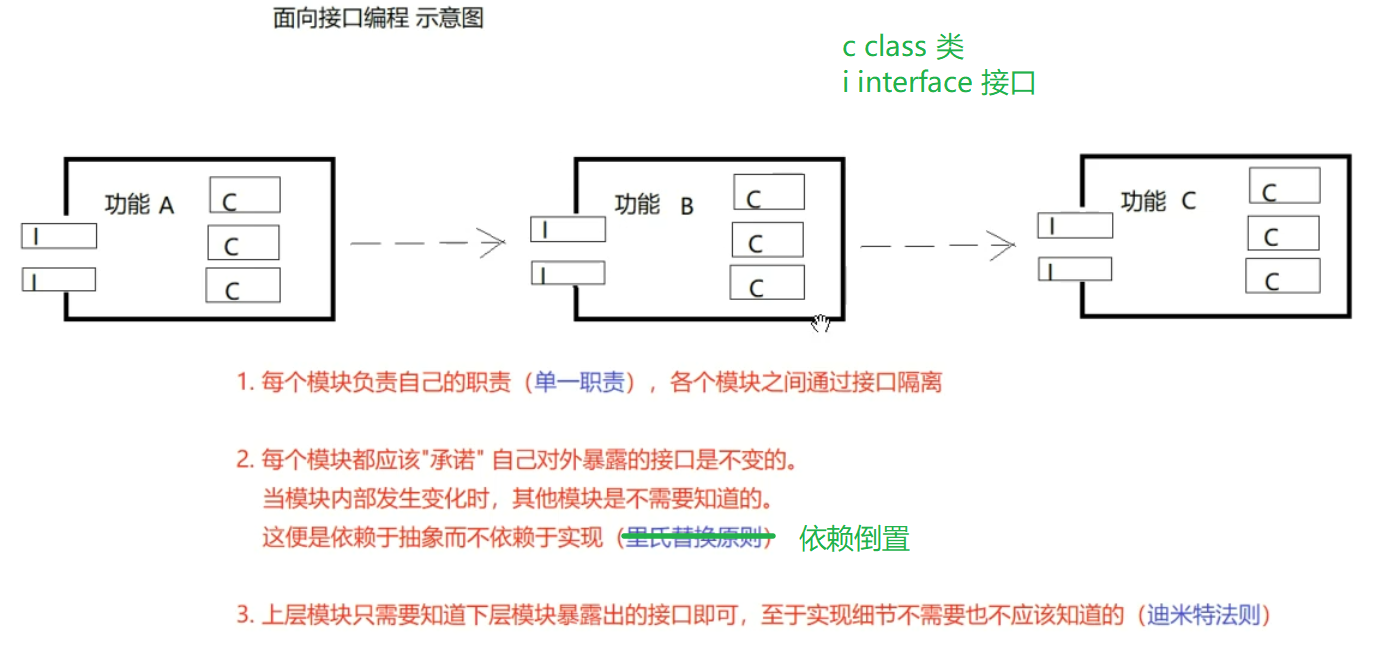 面向接口编程 示意图
c class 类
i interface 接口
功能 A
C
C
C
I
I
功能 B
C
C
C
I
I
功能 C
C
C
C
I
I
1. 每个模块负责自己的职责（单一职责），各个模块之间通过接口隔离
2. 每个模块都应该"承诺" 自己对外暴露的接口是不变的。
当模块内部发生变化时，其他模块是不需要知道的。
这便是依赖于抽象而不依赖于实现（里氏替换原则） 依赖倒置
3. 上层模块只需要知道下层模块暴露出的接口即可，至于实现细节不需要也不应该知道的（迪米特法则）